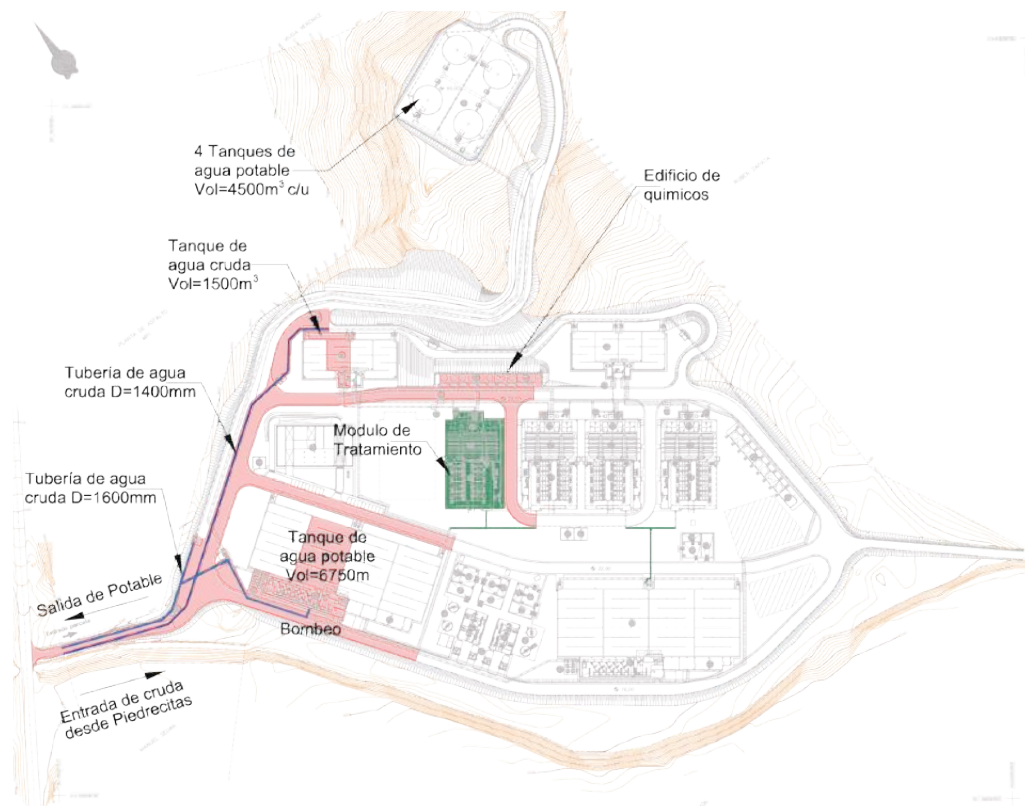 4 Tanques de
agua potable
Vol=4500m³ c/u
Edificio de
quimicos
Tanque de
agua cruda
Vol=1500m³
Tubería de agua
cruda D=1400mm
Modulo de
Tratamiento
Tubería de agua
cruda D=1600mm
Tanque de
agua potable
Vol=6750m
Salida de Potable
Bombeo
Entrada de cruda
desde Piedrecitas